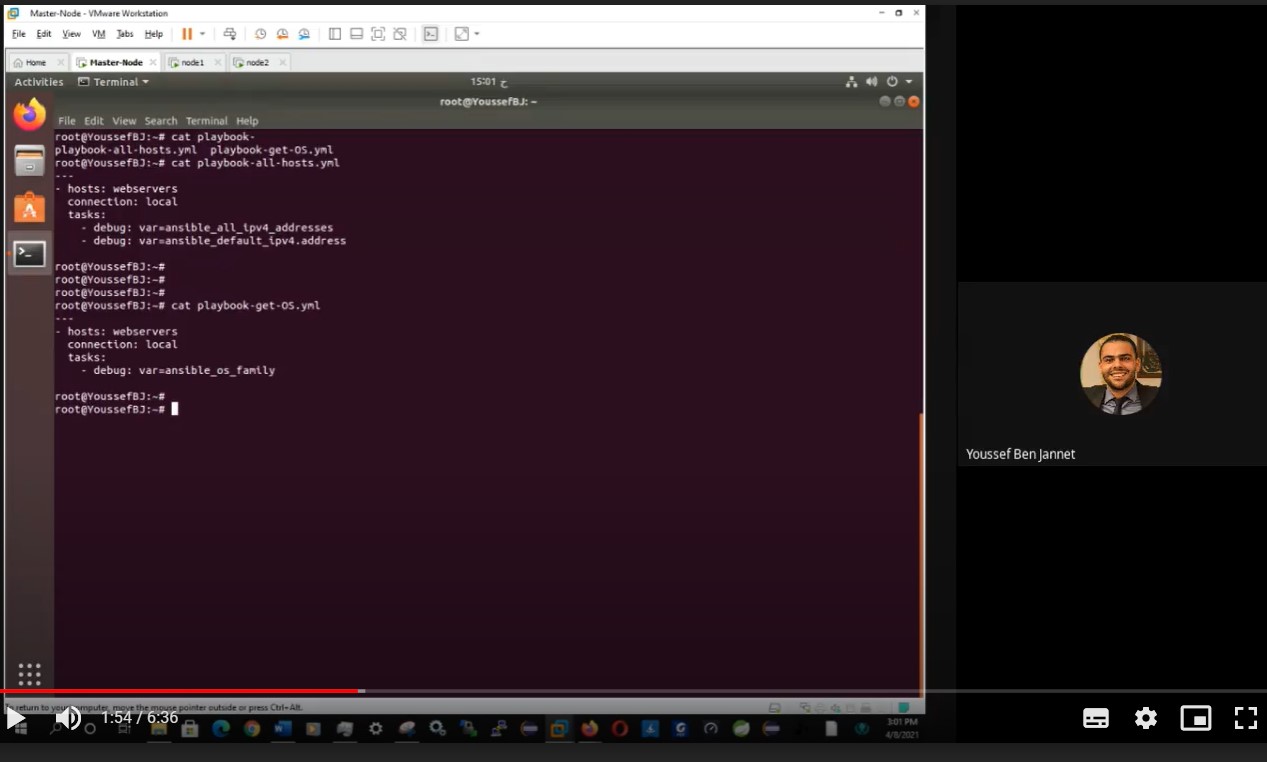 Master-Node - VMware Workstation
File Edit View VM Tabs Help
Home Master-Node node1 node2
Activities Terminal 15:01 ح
root@YoussefBJ: ~
File Edit View Search Terminal Help
root@YoussefBJ:~# cat playbook-
playbook-all-hosts.yml playbook-get-OS.yml
root@YoussefBJ:~# cat playbook-all-hosts.yml
---
- hosts: webservers
connection: local
tasks:
- debug: var=ansible_all_ipv4_addresses
- debug: var=ansible_default_ipv4.address
root@YoussefBJ:~#
root@YoussefBJ:~#
root@YoussefBJ:~#
root@YoussefBJ:~# cat playbook-get-OS.yml
---
- hosts: webservers
connection: local
tasks:
- debug: var=ansible_os_family
root@YoussefBJ:~#
root@YoussefBJ:~#
Youssef Ben Jannet
To return to your computer, move the mouse pointer outside or press Ctrl+Alt.
1:54 / 6:36
3:01 PM
4/8/2021